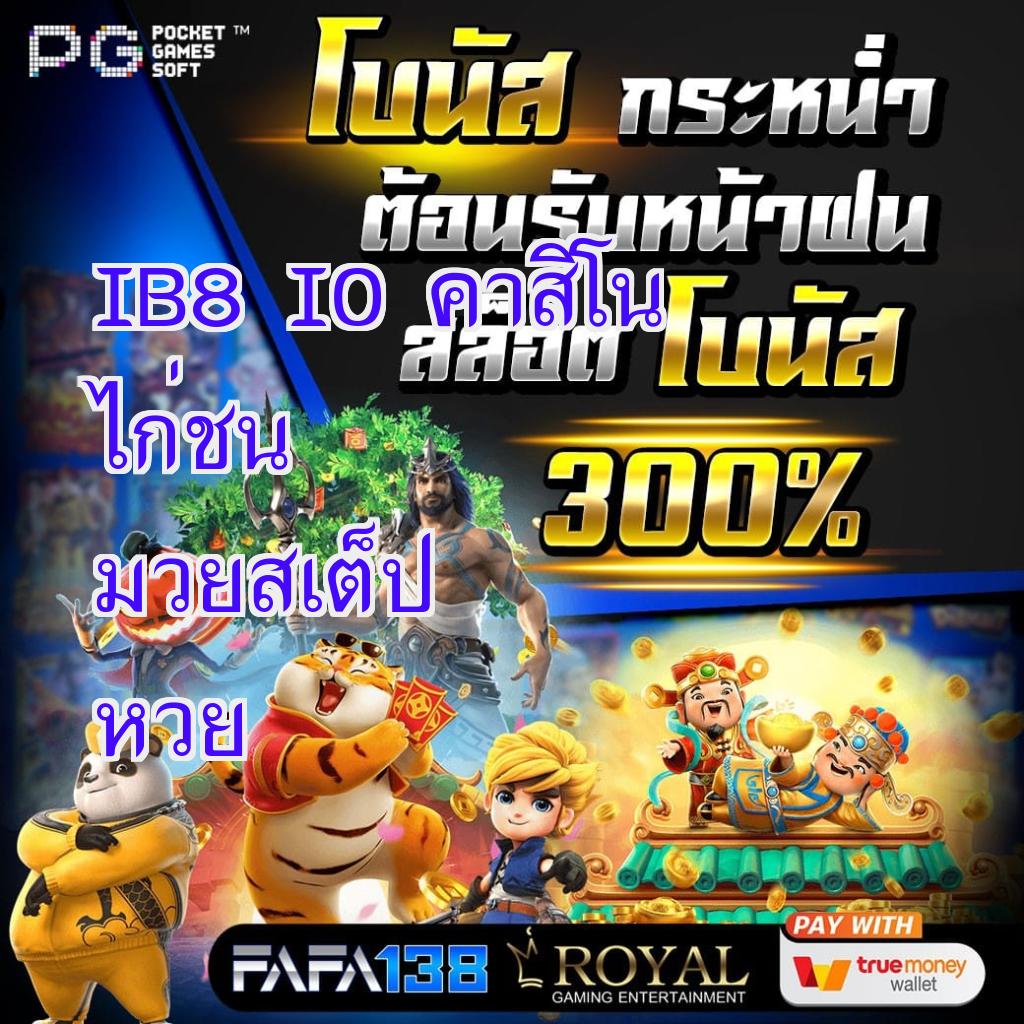 PG POCKET GAMES SOFT™
โบนัส กระหน่ำ
ต้อนรับหน้าฝน
IB8 IO คาสิโน
สล็อต โบนัส
ไก่ชน
300%
มวยสเต็ป
หวย
FAFA138
ROYAL
GAMING ENTERTAINMENT
PAY WITH
truemoney
wallet